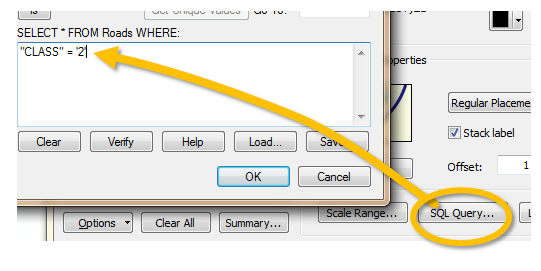 Is
Get Unique Values
Go To:
SELECT * FROM Roads WHERE:
"CLASS" = '2'
Clear
Verify
Help
Load...
Save...
OK
Cancel
Options
Clear All
Summary...
operties
Regular Placeme
Stack label
Offset:
1
Scale Range...
SQL Query...
L